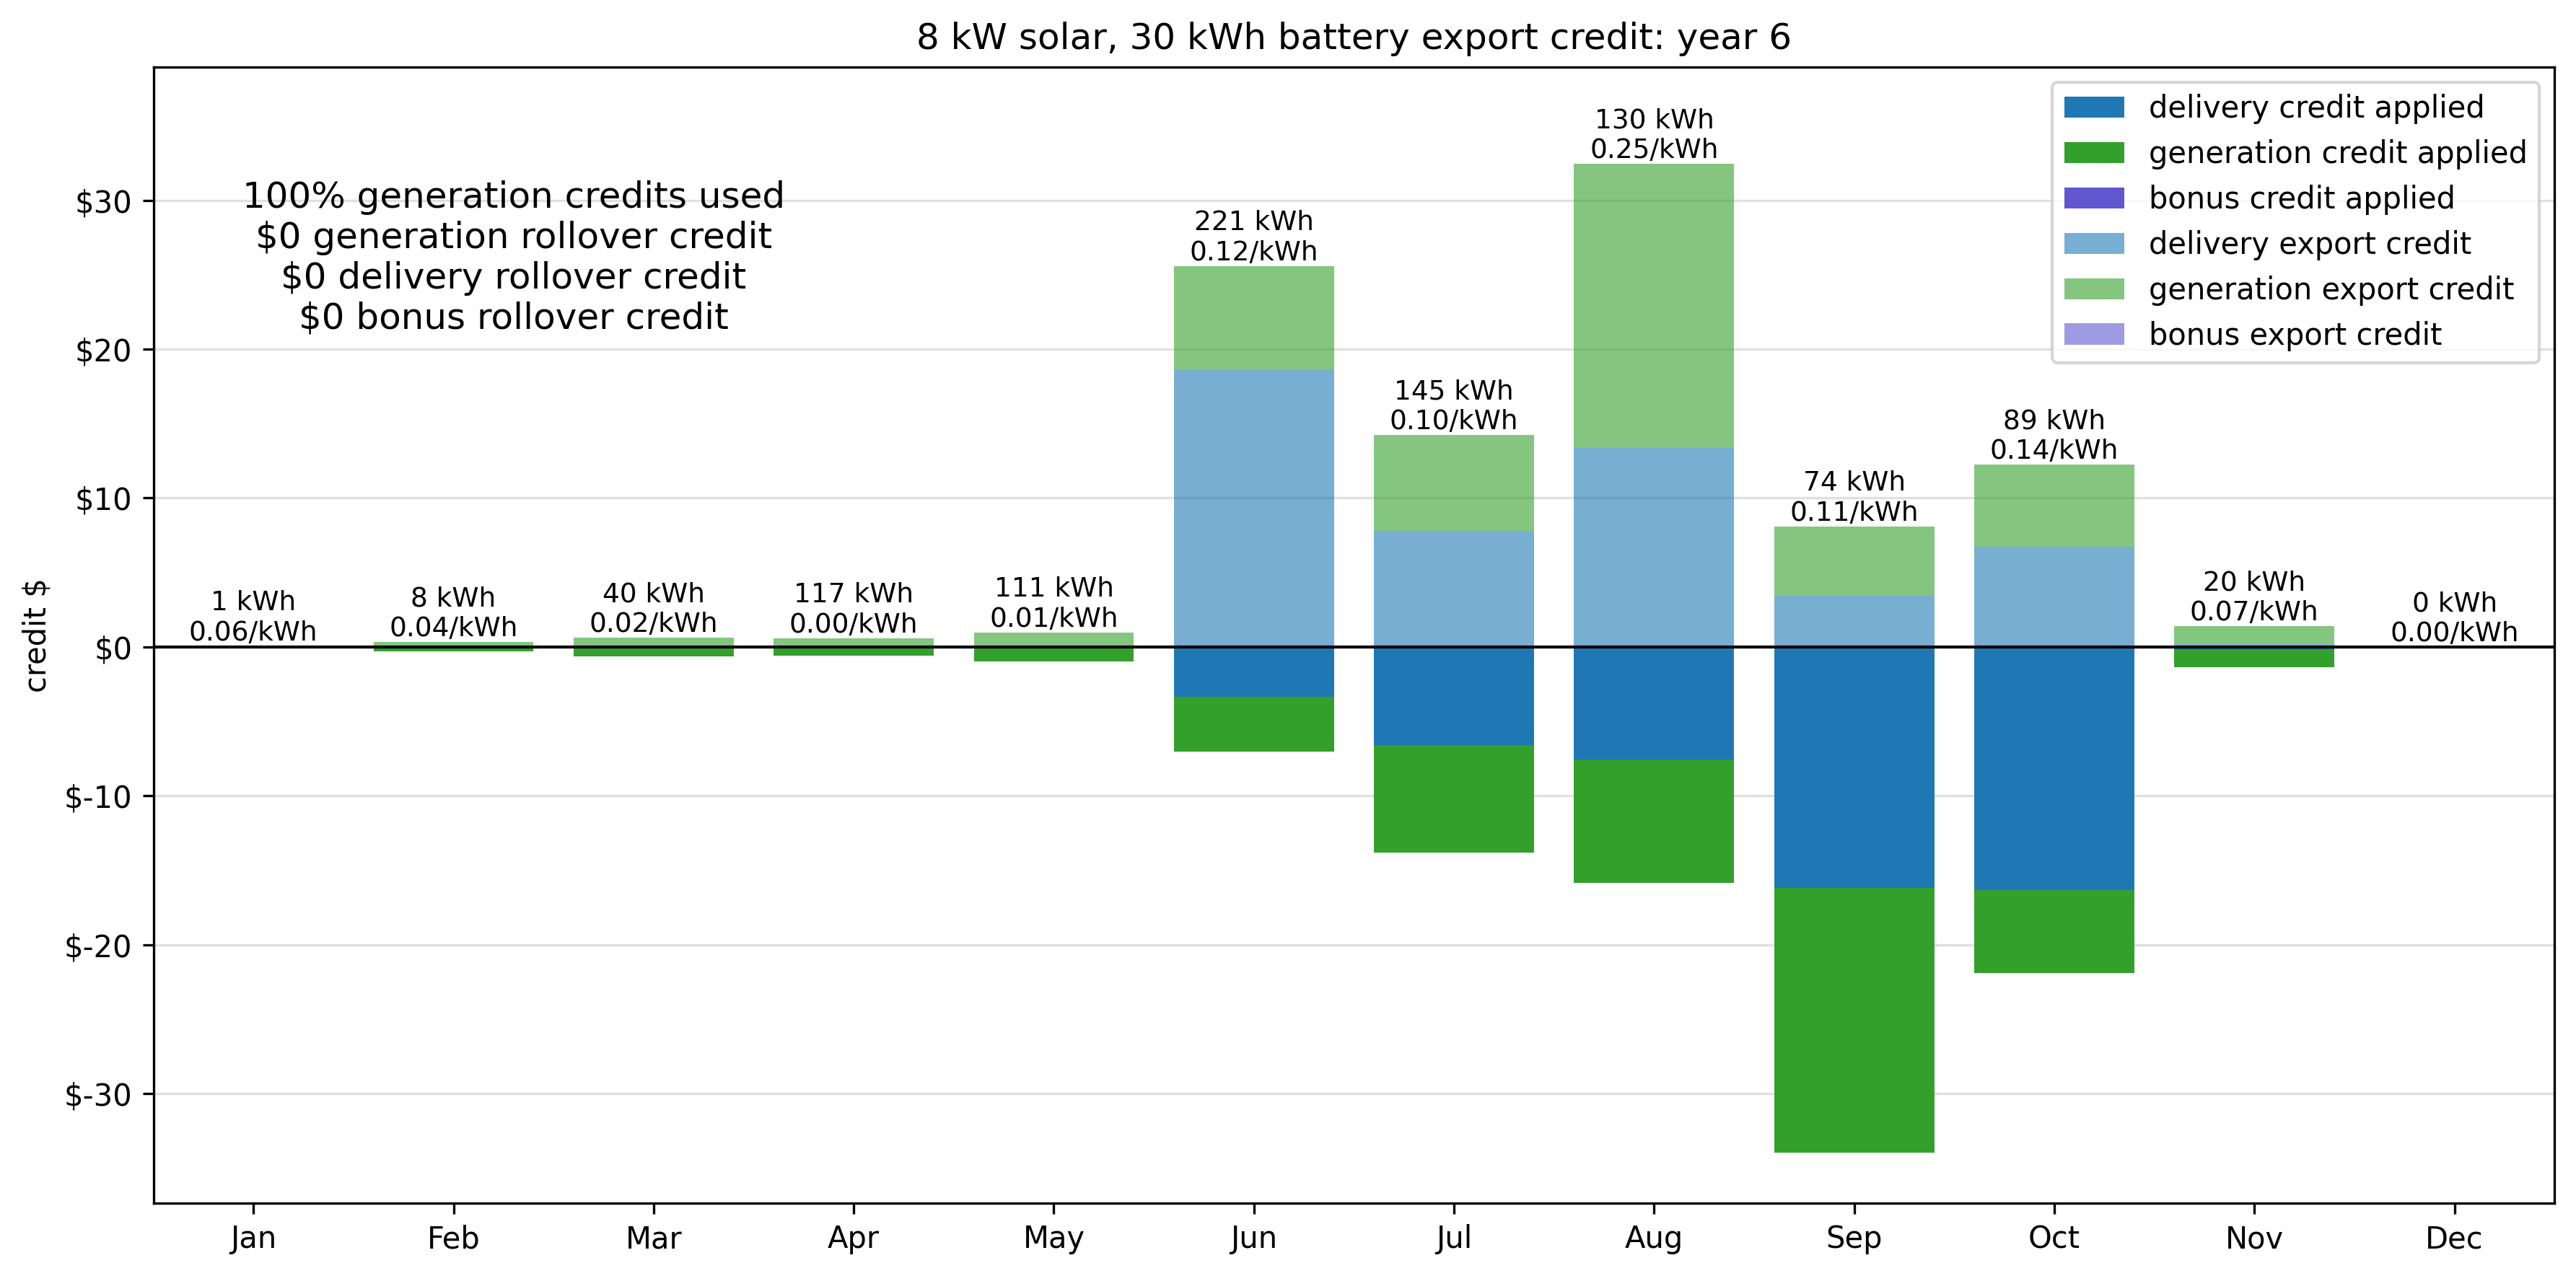 8 kW solar, 30 kWh battery export credit: year 6
delivery credit applied
generation credit applied
bonus credit applied
delivery export credit
generation export credit
bonus export credit
100% generation credits used
$0 generation rollover credit
$0 delivery rollover credit
$0 bonus rollover credit
credit $
$30
$20
$10
$0
$-10
$-20
$-30
1 kWh
0.06/kWh
8 kWh
0.04/kWh
40 kWh
0.02/kWh
117 kWh
0.00/kWh
111 kWh
0.01/kWh
221 kWh
0.12/kWh
145 kWh
0.10/kWh
130 kWh
0.25/kWh
74 kWh
0.11/kWh
89 kWh
0.14/kWh
20 kWh
0.07/kWh
0 kWh
0.00/kWh
Jan
Feb
Mar
Apr
May
Jun
Jul
Aug
Sep
Oct
Nov
Dec